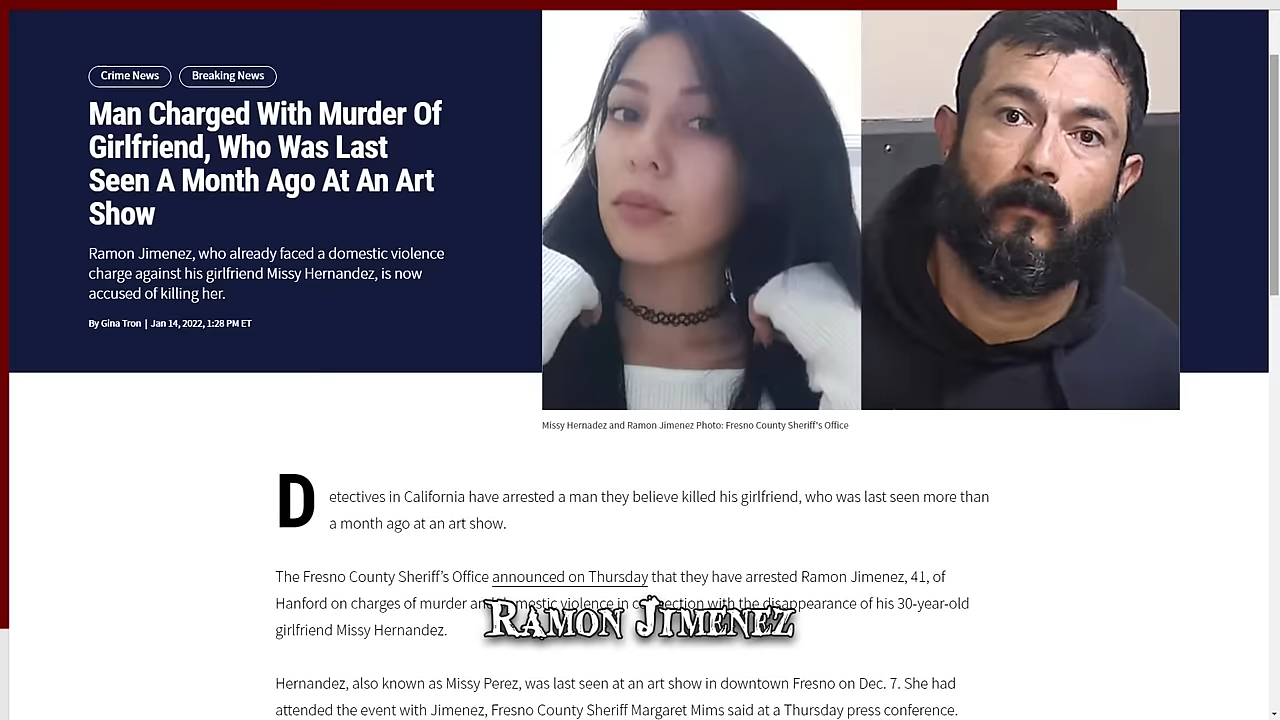 Crime News
Breaking News
Man Charged With Murder Of
Girlfriend, Who Was Last
Seen A Month Ago At An Art
Show
Ramon Jimenez, who already faced a domestic violence
charge against his girlfriend Missy Hernandez, is now
accused of killing her.
By Gina Tron | Jan 14, 2022, 1:28 PM ET
Missy Hernadez and Ramon Jimenez Photo: Fresno County Sheriff's Office
Detectives in California have arrested a man they believe killed his girlfriend, who was last seen more than
a month ago at an art show.
The Fresno County Sheriff’s Office announced on Thursday that they have arrested Ramon Jimenez, 41, of
Hanford on charges of murder and domestic violence in connection with the disappearance of his 30-year-old
girlfriend Missy Hernandez.
Ramon Jimenez
Hernandez, also known as Missy Perez, was last seen at an art show in downtown Fresno on Dec. 7. She had
attended the event with Jimenez, Fresno County Sheriff Margaret Mims said at a Thursday press conference.